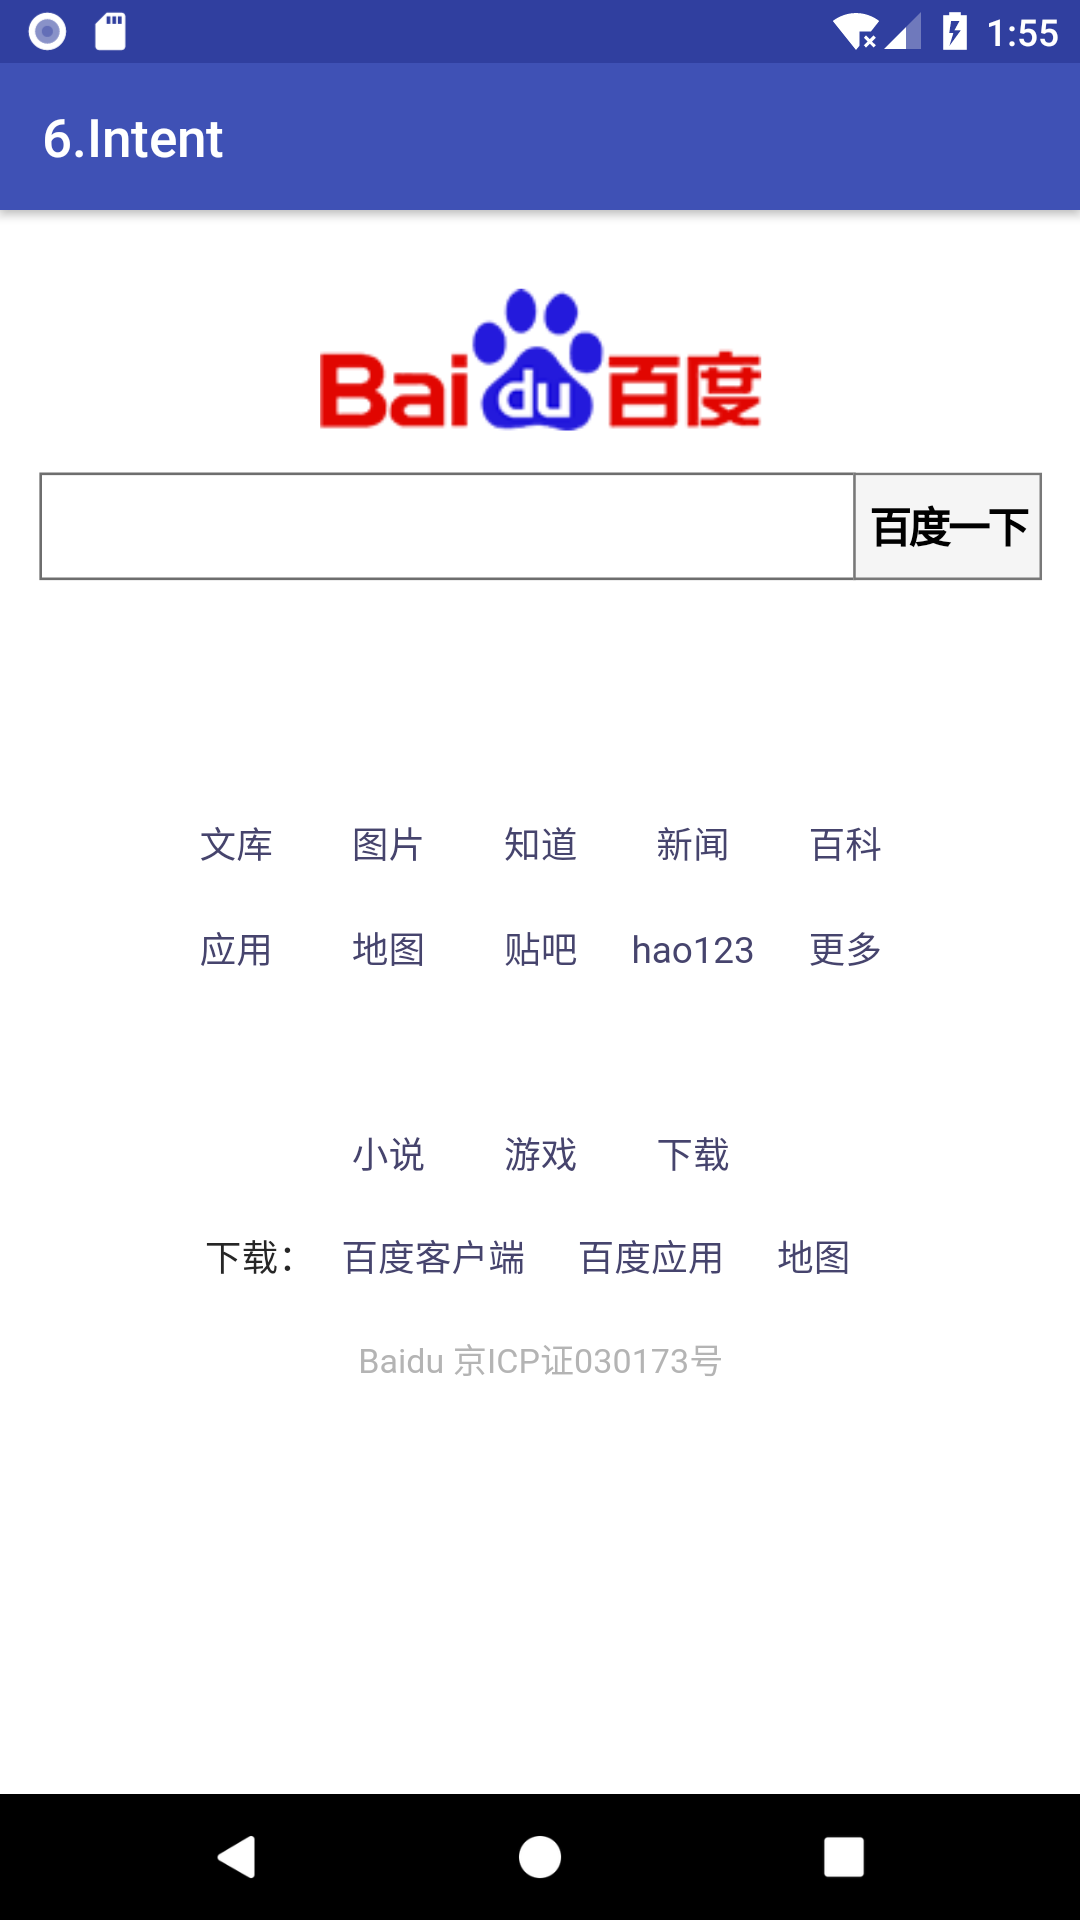 1:55
6.Intent
Bai du 百度
百度一下
文库 图片 知道 新闻 百科
应用 地图 贴吧 hao123 更多
小说 游戏 下载
下载： 百度客户端 百度应用 地图
Baidu 京ICP证030173号